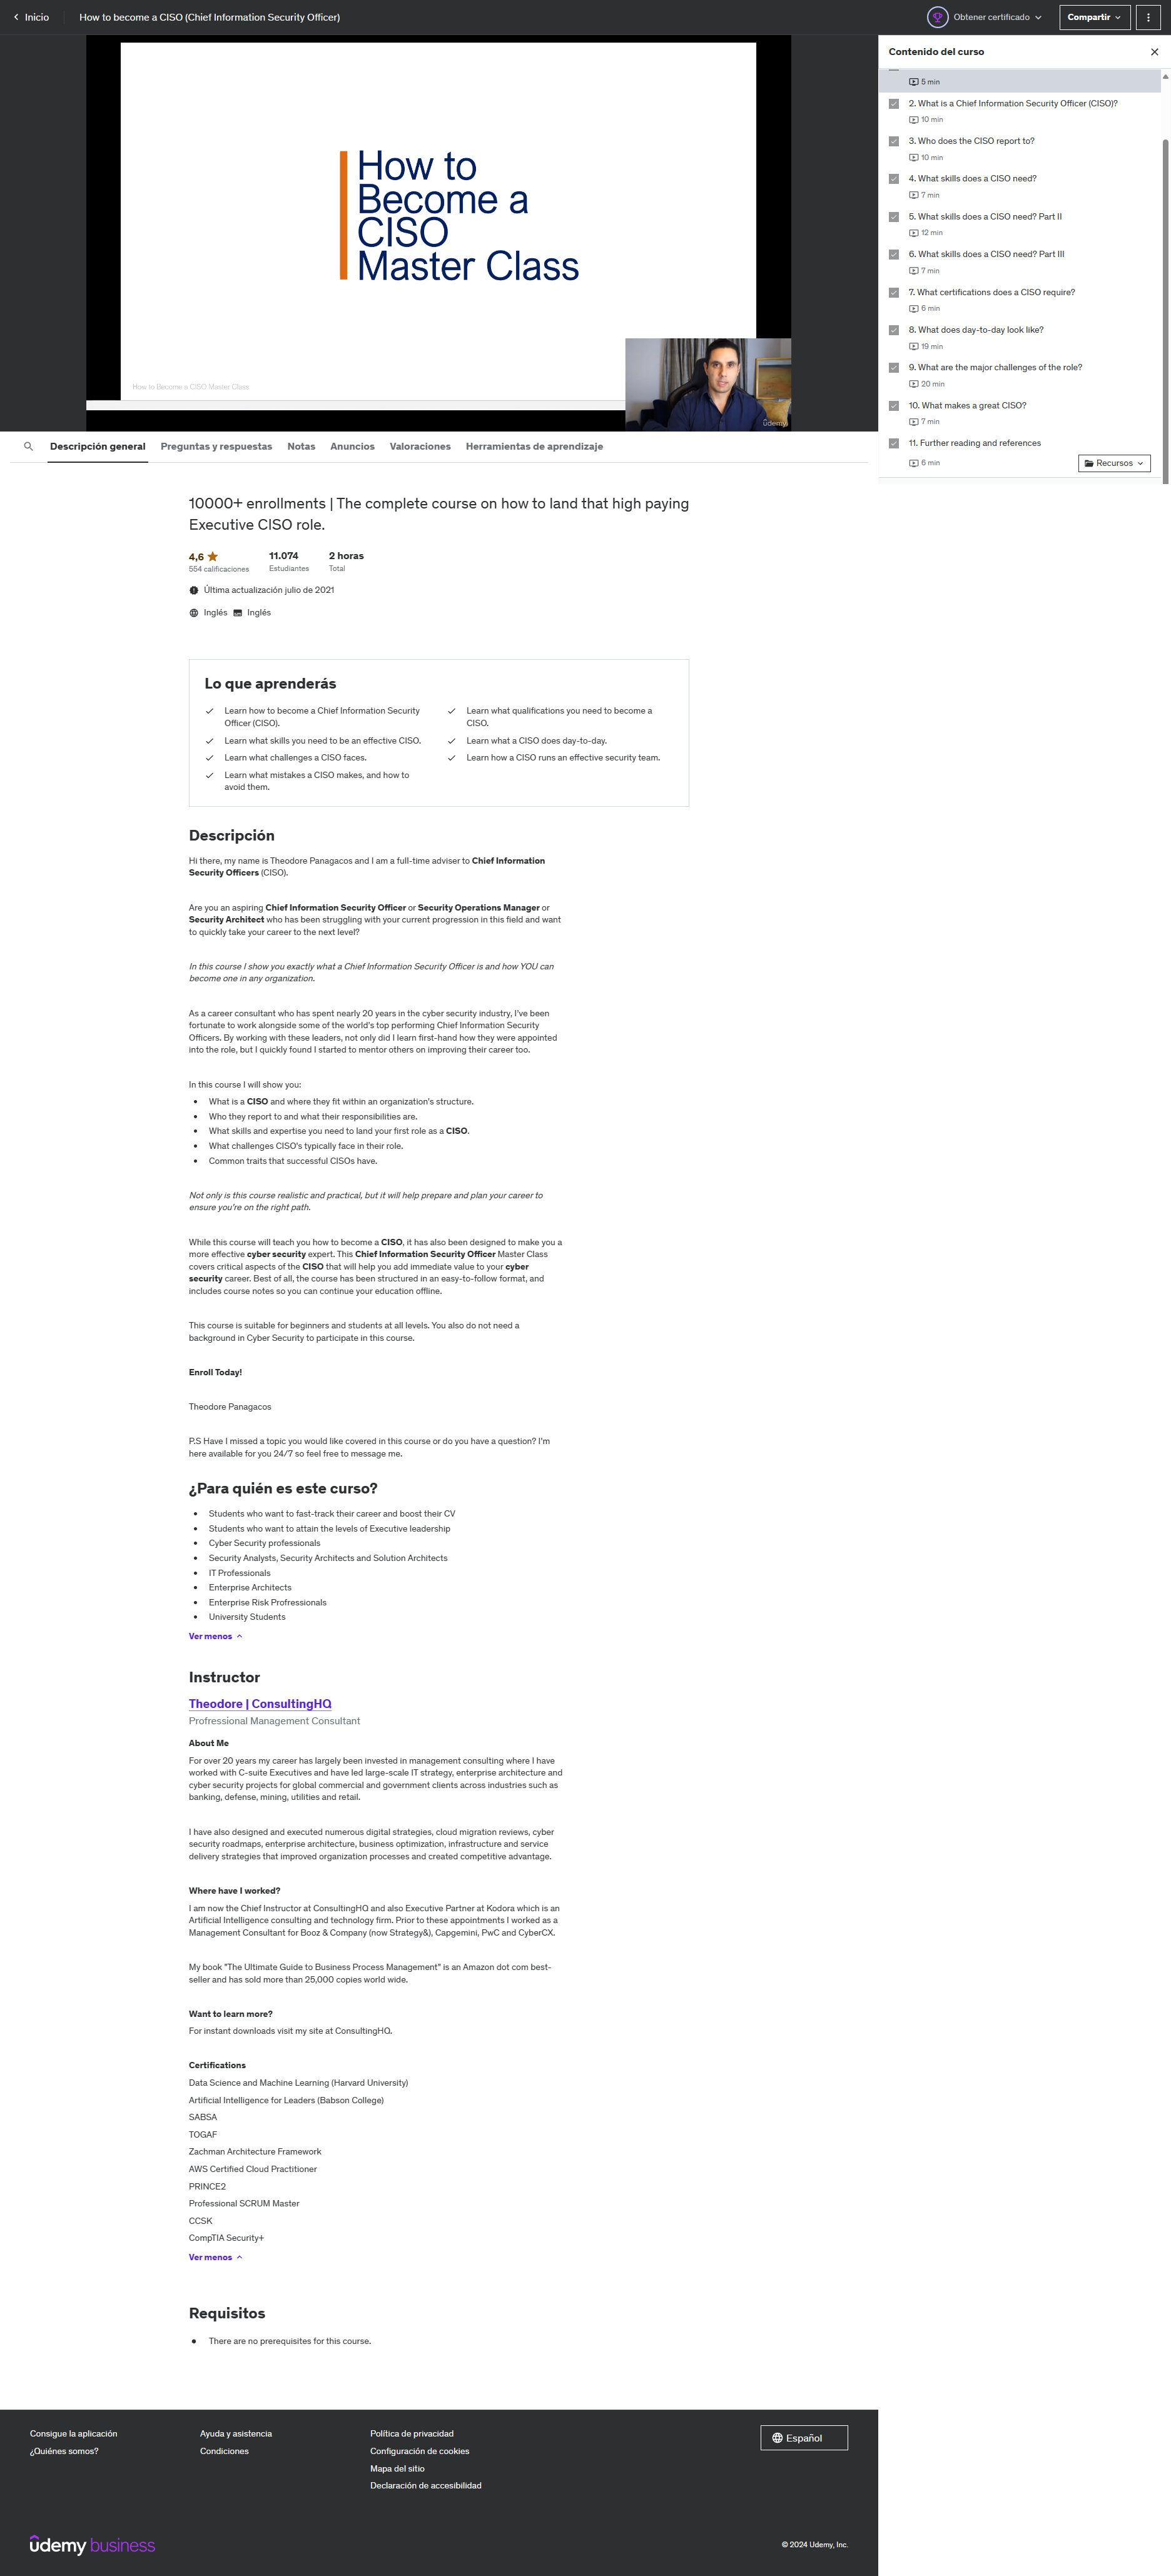 Inicio
How to become a CISO (Chief Information Security Officer)
Obtener certificado
Compartir
How to
Become a
CISO
Master Class
How to Become a CISO Master Class
udemy
Contenido del curso
5 min
2. What is a Chief Information Security Officer (CISO)?
10 min
3. Who does the CISO report to?
10 min
4. What skills does a CISO need?
7 min
5. What skills does a CISO need? Part II
12 min
6. What skills does a CISO need? Part III
7 min
7. What certifications does a CISO require?
6 min
8. What does day-to-day look like?
19 min
9. What are the major challenges of the role?
20 min
10. What makes a great CISO?
7 min
11. Further reading and references
6 min
Recursos
Descripción general
Preguntas y respuestas
Notas
Anuncios
Valoraciones
Herramientas de aprendizaje
10000+ enrollments | The complete course on how to land that high paying
Executive CISO role.
4,6
554 calificaciones
11.074
Estudiantes
2 horas
Total
Última actualización julio de 2021
Inglés
Inglés
Lo que aprenderás
Learn how to become a Chief Information Security
Officer (CISO).
Learn what qualifications you need to become a
CISO.
Learn what skills you need to be an effective CISO.
Learn what a CISO does day-to-day.
Learn what challenges a CISO faces.
Learn how a CISO runs an effective security team.
Learn what mistakes a CISO makes, and how to
avoid them.
Descripción
Hi there, my name is Theodore Panagacos and I am a full-time adviser to Chief Information
Security Officers (CISO).
Are you an aspiring Chief Information Security Officer or Security Operations Manager or
Security Architect who has been struggling with your current progression in this field and want
to quickly take your career to the next level?
In this course I show you exactly what a Chief Information Security Officer is and how YOU can
become one in any organization.
As a career consultant who has spent nearly 20 years in the cyber security industry, I've been
fortunate to work alongside some of the world's top performing Chief Information Security
Officers. By working with these leaders, not only did I learn first-hand how they were appointed
into the role, but I quickly found I started to mentor others on improving their career too.
In this course I will show you:
What is a CISO and where they fit within an organization's structure.
Who they report to and what their responsibilities are.
What skills and expertise you need to land your first role as a CISO.
What challenges CISO's typically face in their role.
Common traits that successful CISOs have.
Not only is this course realistic and practical, but it will help prepare and plan your career to
ensure you're on the right path.
While this course will teach you how to become a CISO, it has also been designed to make you a
more effective cyber security expert. This Chief Information Security Officer Master Class
covers critical aspects of the CISO that will help you add immediate value to your cyber
security career. Best of all, the course has been structured in an easy-to-follow format, and
includes course notes so you can continue your education offline.
This course is suitable for beginners and students at all levels. You also do not need a
background in Cyber Security to participate in this course.
Enroll Today!
Theodore Panagacos
P.S Have I missed a topic you would like covered in this course or do you have a question? I'm
here available for you 24/7 so feel free to message me.
¿Para quién es este curso?
Students who want to fast-track their career and boost their CV
Students who want to attain the levels of Executive leadership
Cyber Security professionals
Security Analysts, Security Architects and Solution Architects
IT Professionals
Enterprise Architects
Enterprise Risk Profressionals
University Students
Ver menos
Instructor
Theodore | ConsultingHQ
Profressional Management Consultant
About Me
For over 20 years my career has largely been invested in management consulting where I have
worked with C-suite Executives and have led large-scale IT strategy, enterprise architecture and
cyber security projects for global commercial and government clients across industries such as
banking, defense, mining, utilities and retail.
I have also designed and executed numerous digital strategies, cloud migration reviews, cyber
security roadmaps, enterprise architecture, business optimization, infrastructure and service
delivery strategies that improved organization processes and created competitive advantage.
Where have I worked?
I am now the Chief Instructor at ConsultingHQ and also Executive Partner at Kodora which is an
Artificial Intelligence consulting and technology firm. Prior to these appointments I worked as a
Management Consultant for Booz & Company (now Strategy&), Capgemini, PwC and CyberCX.
My book "The Ultimate Guide to Business Process Management" is an Amazon dot com best-
seller and has sold more than 25,000 copies world wide.
Want to learn more?
For instant downloads visit my site at ConsultingHQ.
Certifications
Data Science and Machine Learning (Harvard University)
Artificial Intelligence for Leaders (Babson College)
SABSA
TOGAF
Zachman Architecture Framework
AWS Certified Cloud Practitioner
PRINCE2
Professional SCRUM Master
CCSK
CompTIA Security+
Ver menos
Requisitos
There are no prerequisites for this course.
Consigue la aplicación
¿Quiénes somos?
Ayuda y asistencia
Condiciones
Política de privacidad
Configuración de cookies
Mapa del sitio
Declaración de accesibilidad
Español
udemy business
© 2024 Udemy, Inc.